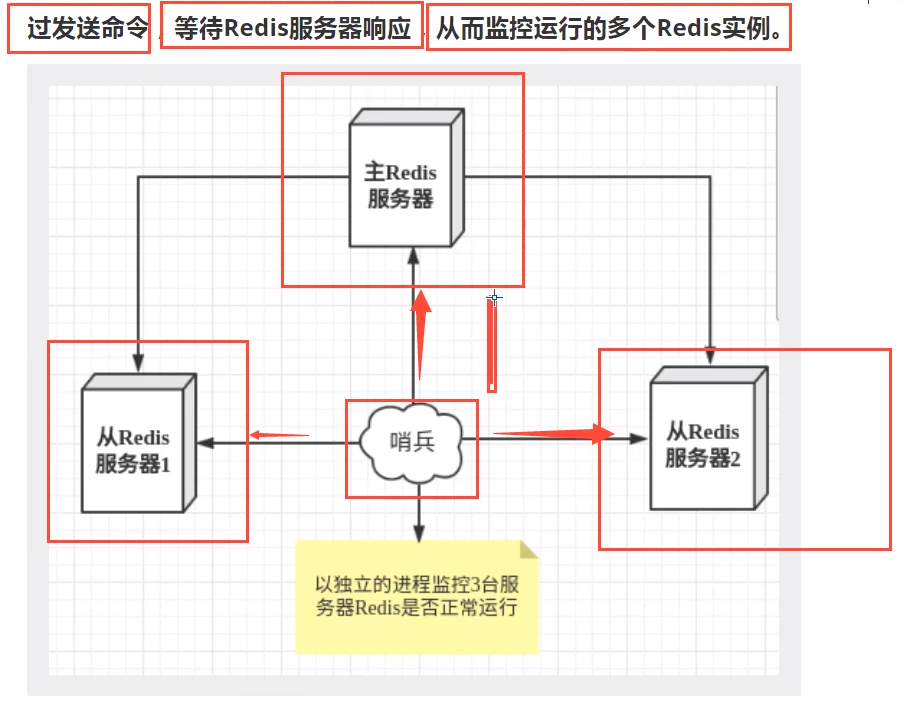 过发送命令，等待Redis服务器响应，从而监控运行的多个Redis实例。
主Redis
服务器
从Redis
服务器1
哨兵
从Redis
服务器2
以独立的进程监控3台服
务器Redis是否正常运行